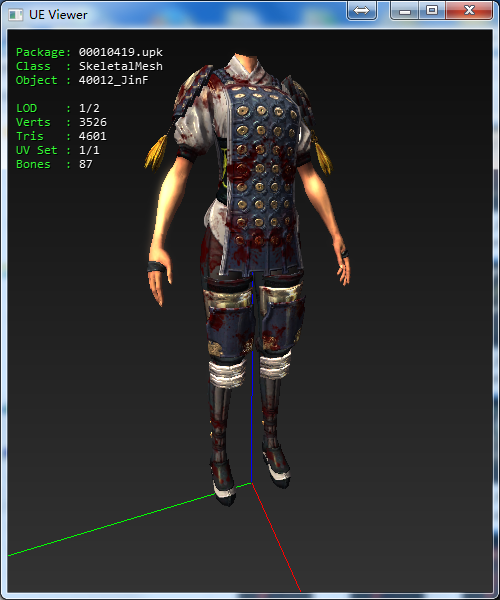 UE Viewer
Package: 00010419.upk
Class : SkeletalMesh
Object : 40012_JinF
LOD : 1/2
Verts : 3526
Tris : 4601
UV Set : 1/1
Bones : 87